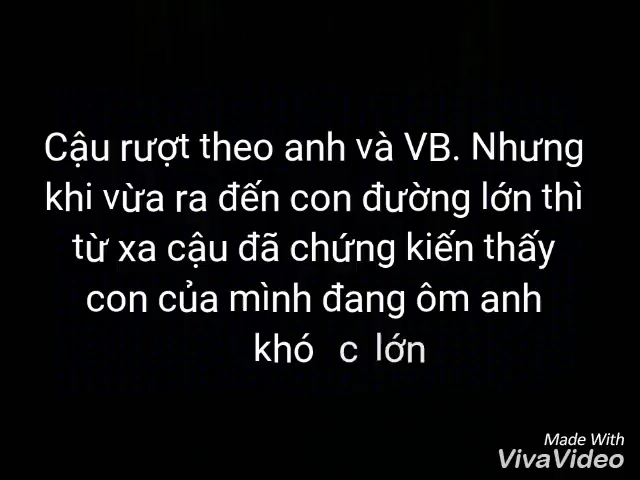 Cậu rượt theo anh và VB. Nhưng
khi vừa ra đến con đường lớn thì
từ xa cậu đã chứng kiến thấy
con của mình đang ôm anh
khó c lớn
Made With
VivaVideo